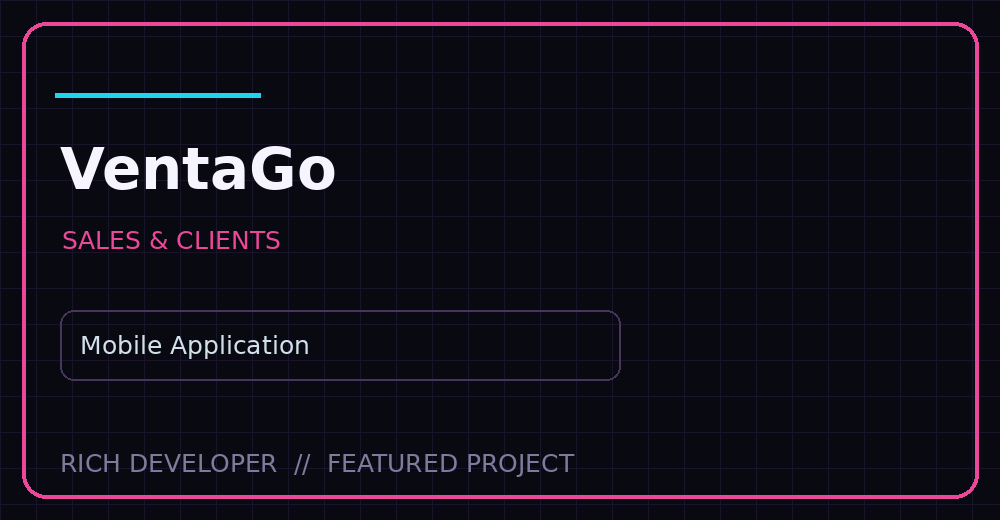 VentaGo
SALES & CLIENTS
Mobile Application
RICH DEVELOPER // FEATURED PROJECT